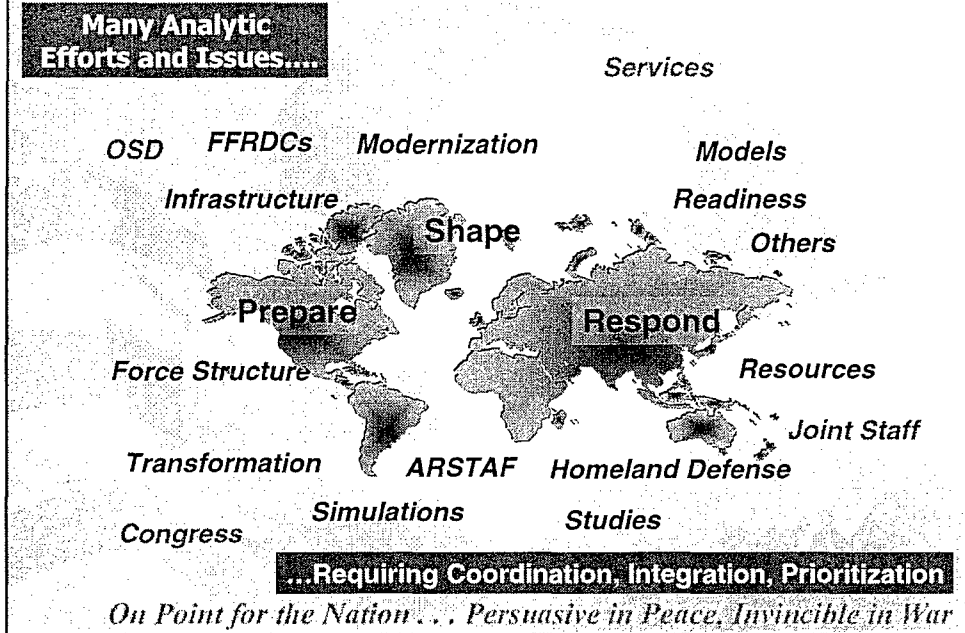 Many Analytic
Efforts and Issues....
Services
OSD
FFRDCs
Modernization
Models
Infrastructure
Readiness
Shape
Others
Prepare
Respond
Force Structure
Resources
Joint Staff
Transformation
ARSTAF
Homeland Defense
Simulations
Studies
Congress
...Requiring Coordination, Integration, Prioritization
On Point for the Nation . . . Persuasive in Peace, Invincible in War